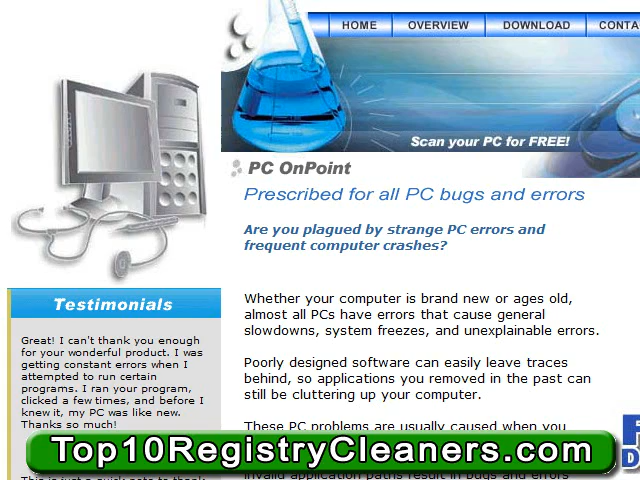 HOME
OVERVIEW
DOWNLOAD
CONTA
Scan your PC for FREE!
PC OnPoint
Prescribed for all PC bugs and errors
Are you plagued by strange PC errors and
frequent computer crashes?
Testimonials
Great! I can't thank you enough
for your wonderful product. I was
getting constant errors when I
attempted to run certain
programs. I ran your program,
clicked a few times, and before I
knew it, my PC was like new.
Thanks so much!
Whether your computer is brand new or ages old,
almost all PCs have errors that cause general
slowdowns, system freezes, and unexplainable errors.
Poorly designed software can easily leave traces
behind, so applications you removed in the past can
still be cluttering up your computer.
These PC problems are usually caused when you
Top10RegistryCleaners.com